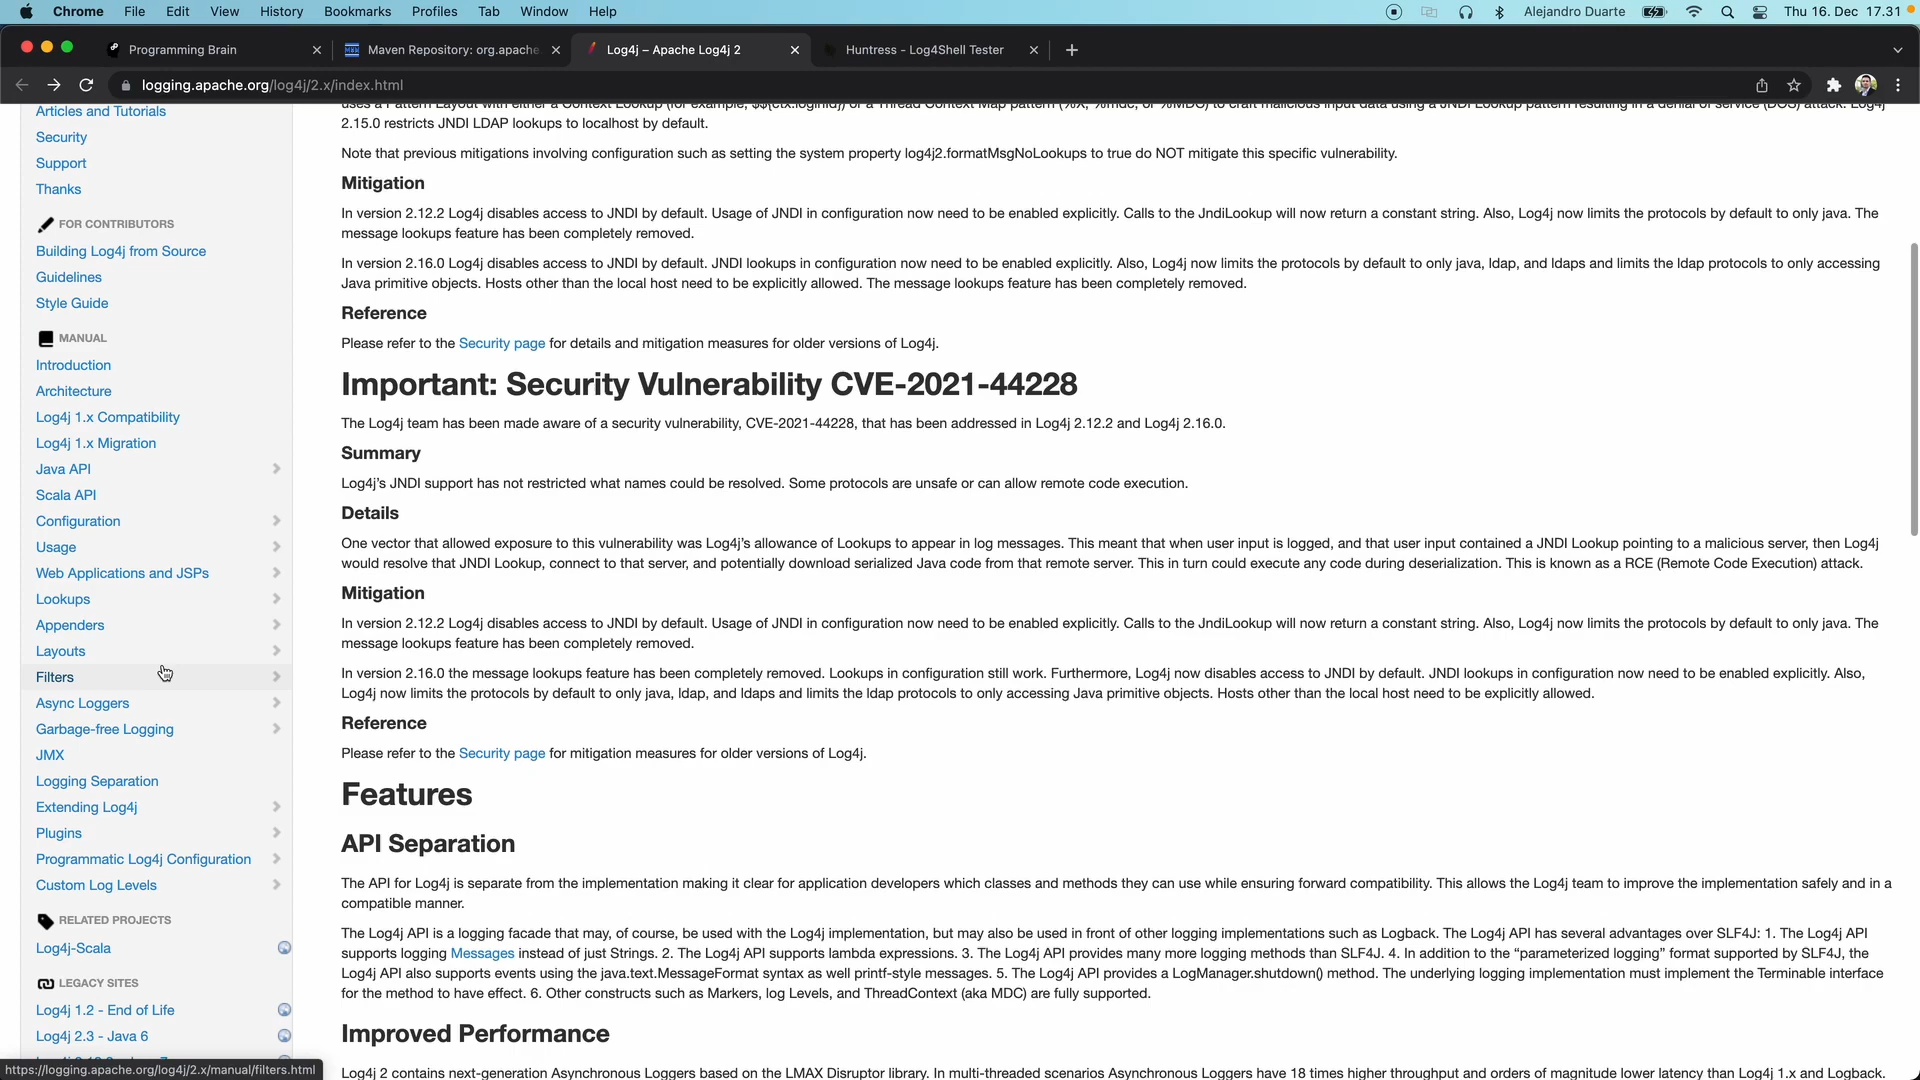 Chrome File Edit View History Bookmarks Profiles Tab Window Help Alejandro Duarte Thu 16. Dec 17.31
Programming Brain Maven Repository: org.apache. Log4j – Apache Log4j 2 Huntress - Log4Shell Tester
logging.apache.org/log4j/2.x/index.html
Articles and Tutorials
Security
Support
Thanks
FOR CONTRIBUTORS
Building Log4j from Source
Guidelines
Style Guide
MANUAL
Introduction
Architecture
Log4j 1.x Compatibility
Log4j 1.x Migration
Java API
Scala API
Configuration
Usage
Web Applications and JSPs
Lookups
Appenders
Layouts
Filters
Async Loggers
Garbage-free Logging
JMX
Logging Separation
Extending Log4j
Plugins
Programmatic Log4j Configuration
Custom Log Levels
RELATED PROJECTS
Log4j-Scala
LEGACY SITES
Log4j 1.2 - End of Life
Log4j 2.3 - Java 6
https://logging.apache.org/log4j/2.x/manual/filters.html
uses a Pattern Layout with either a Context Lookup (for example, $${ctx:loginId}) or a Thread Context Map pattern (%X, %mdc, or %MDC) to craft malicious input data using a JNDI Lookup pattern resulting in a denial of service (DOS) attack. Log4j
2.15.0 restricts JNDI LDAP lookups to localhost by default.
Note that previous mitigations involving configuration such as setting the system property log4j2.formatMsgNoLookups to true do NOT mitigate this specific vulnerability.
Mitigation
In version 2.12.2 Log4j disables access to JNDI by default. Usage of JNDI in configuration now need to be enabled explicitly. Calls to the JndiLookup will now return a constant string. Also, Log4j now limits the protocols by default to only java. The
message lookups feature has been completely removed.
In version 2.16.0 Log4j disables access to JNDI by default. JNDI lookups in configuration now need to be enabled explicitly. Also, Log4j now limits the protocols by default to only java, ldap, and ldaps and limits the ldap protocols to only accessing
Java primitive objects. Hosts other than the local host need to be explicitly allowed. The message lookups feature has been completely removed.
Reference
Please refer to the Security page for details and mitigation measures for older versions of Log4j.
Important: Security Vulnerability CVE-2021-44228
The Log4j team has been made aware of a security vulnerability, CVE-2021-44228, that has been addressed in Log4j 2.12.2 and Log4j 2.16.0.
Summary
Log4j’s JNDI support has not restricted what names could be resolved. Some protocols are unsafe or can allow remote code execution.
Details
One vector that allowed exposure to this vulnerability was Log4j’s allowance of Lookups to appear in log messages. This meant that when user input is logged, and that user input contained a JNDI Lookup pointing to a malicious server, then Log4j
would resolve that JNDI Lookup, connect to that server, and potentially download serialized Java code from that remote server. This in turn could execute any code during deserialization. This is known as a RCE (Remote Code Execution) attack.
Mitigation
In version 2.12.2 Log4j disables access to JNDI by default. Usage of JNDI in configuration now need to be enabled explicitly. Calls to the JndiLookup will now return a constant string. Also, Log4j now limits the protocols by default to only java. The
message lookups feature has been completely removed.
In version 2.16.0 the message lookups feature has been completely removed. Lookups in configuration still work. Furthermore, Log4j now disables access to JNDI by default. JNDI lookups in configuration now need to be enabled explicitly. Also,
Log4j now limits the protocols by default to only java, ldap, and ldaps and limits the ldap protocols to only accessing Java primitive objects. Hosts other than the local host need to be explicitly allowed.
Reference
Please refer to the Security page for mitigation measures for older versions of Log4j.
Features
API Separation
The API for Log4j is separate from the implementation making it clear for application developers which classes and methods they can use while ensuring forward compatibility. This allows the Log4j team to improve the implementation safely and in a
compatible manner.
The Log4j API is a logging facade that may, of course, be used with the Log4j implementation, but may also be used in front of other logging implementations such as Logback. The Log4j API has several advantages over SLF4J: 1. The Log4j API
supports logging Messages instead of just Strings. 2. The Log4j API supports lambda expressions. 3. The Log4j API provides many more logging methods than SLF4J. 4. In addition to the “parameterized logging” format supported by SLF4J, the
Log4j API also supports events using the java.text.MessageFormat syntax as well printf-style messages. 5. The Log4j API provides a LogManager.shutdown() method. The underlying logging implementation must implement the Terminable interface
for the method to have effect. 6. Other constructs such as Markers, log Levels, and ThreadContext (aka MDC) are fully supported.
Improved Performance
Log4j 2 contains next-generation Asynchronous Loggers based on the LMAX Disruptor library. In multi-threaded scenarios Asynchronous Loggers have 18 times higher throughput and orders of magnitude lower latency than Log4j 1.x and Logback.